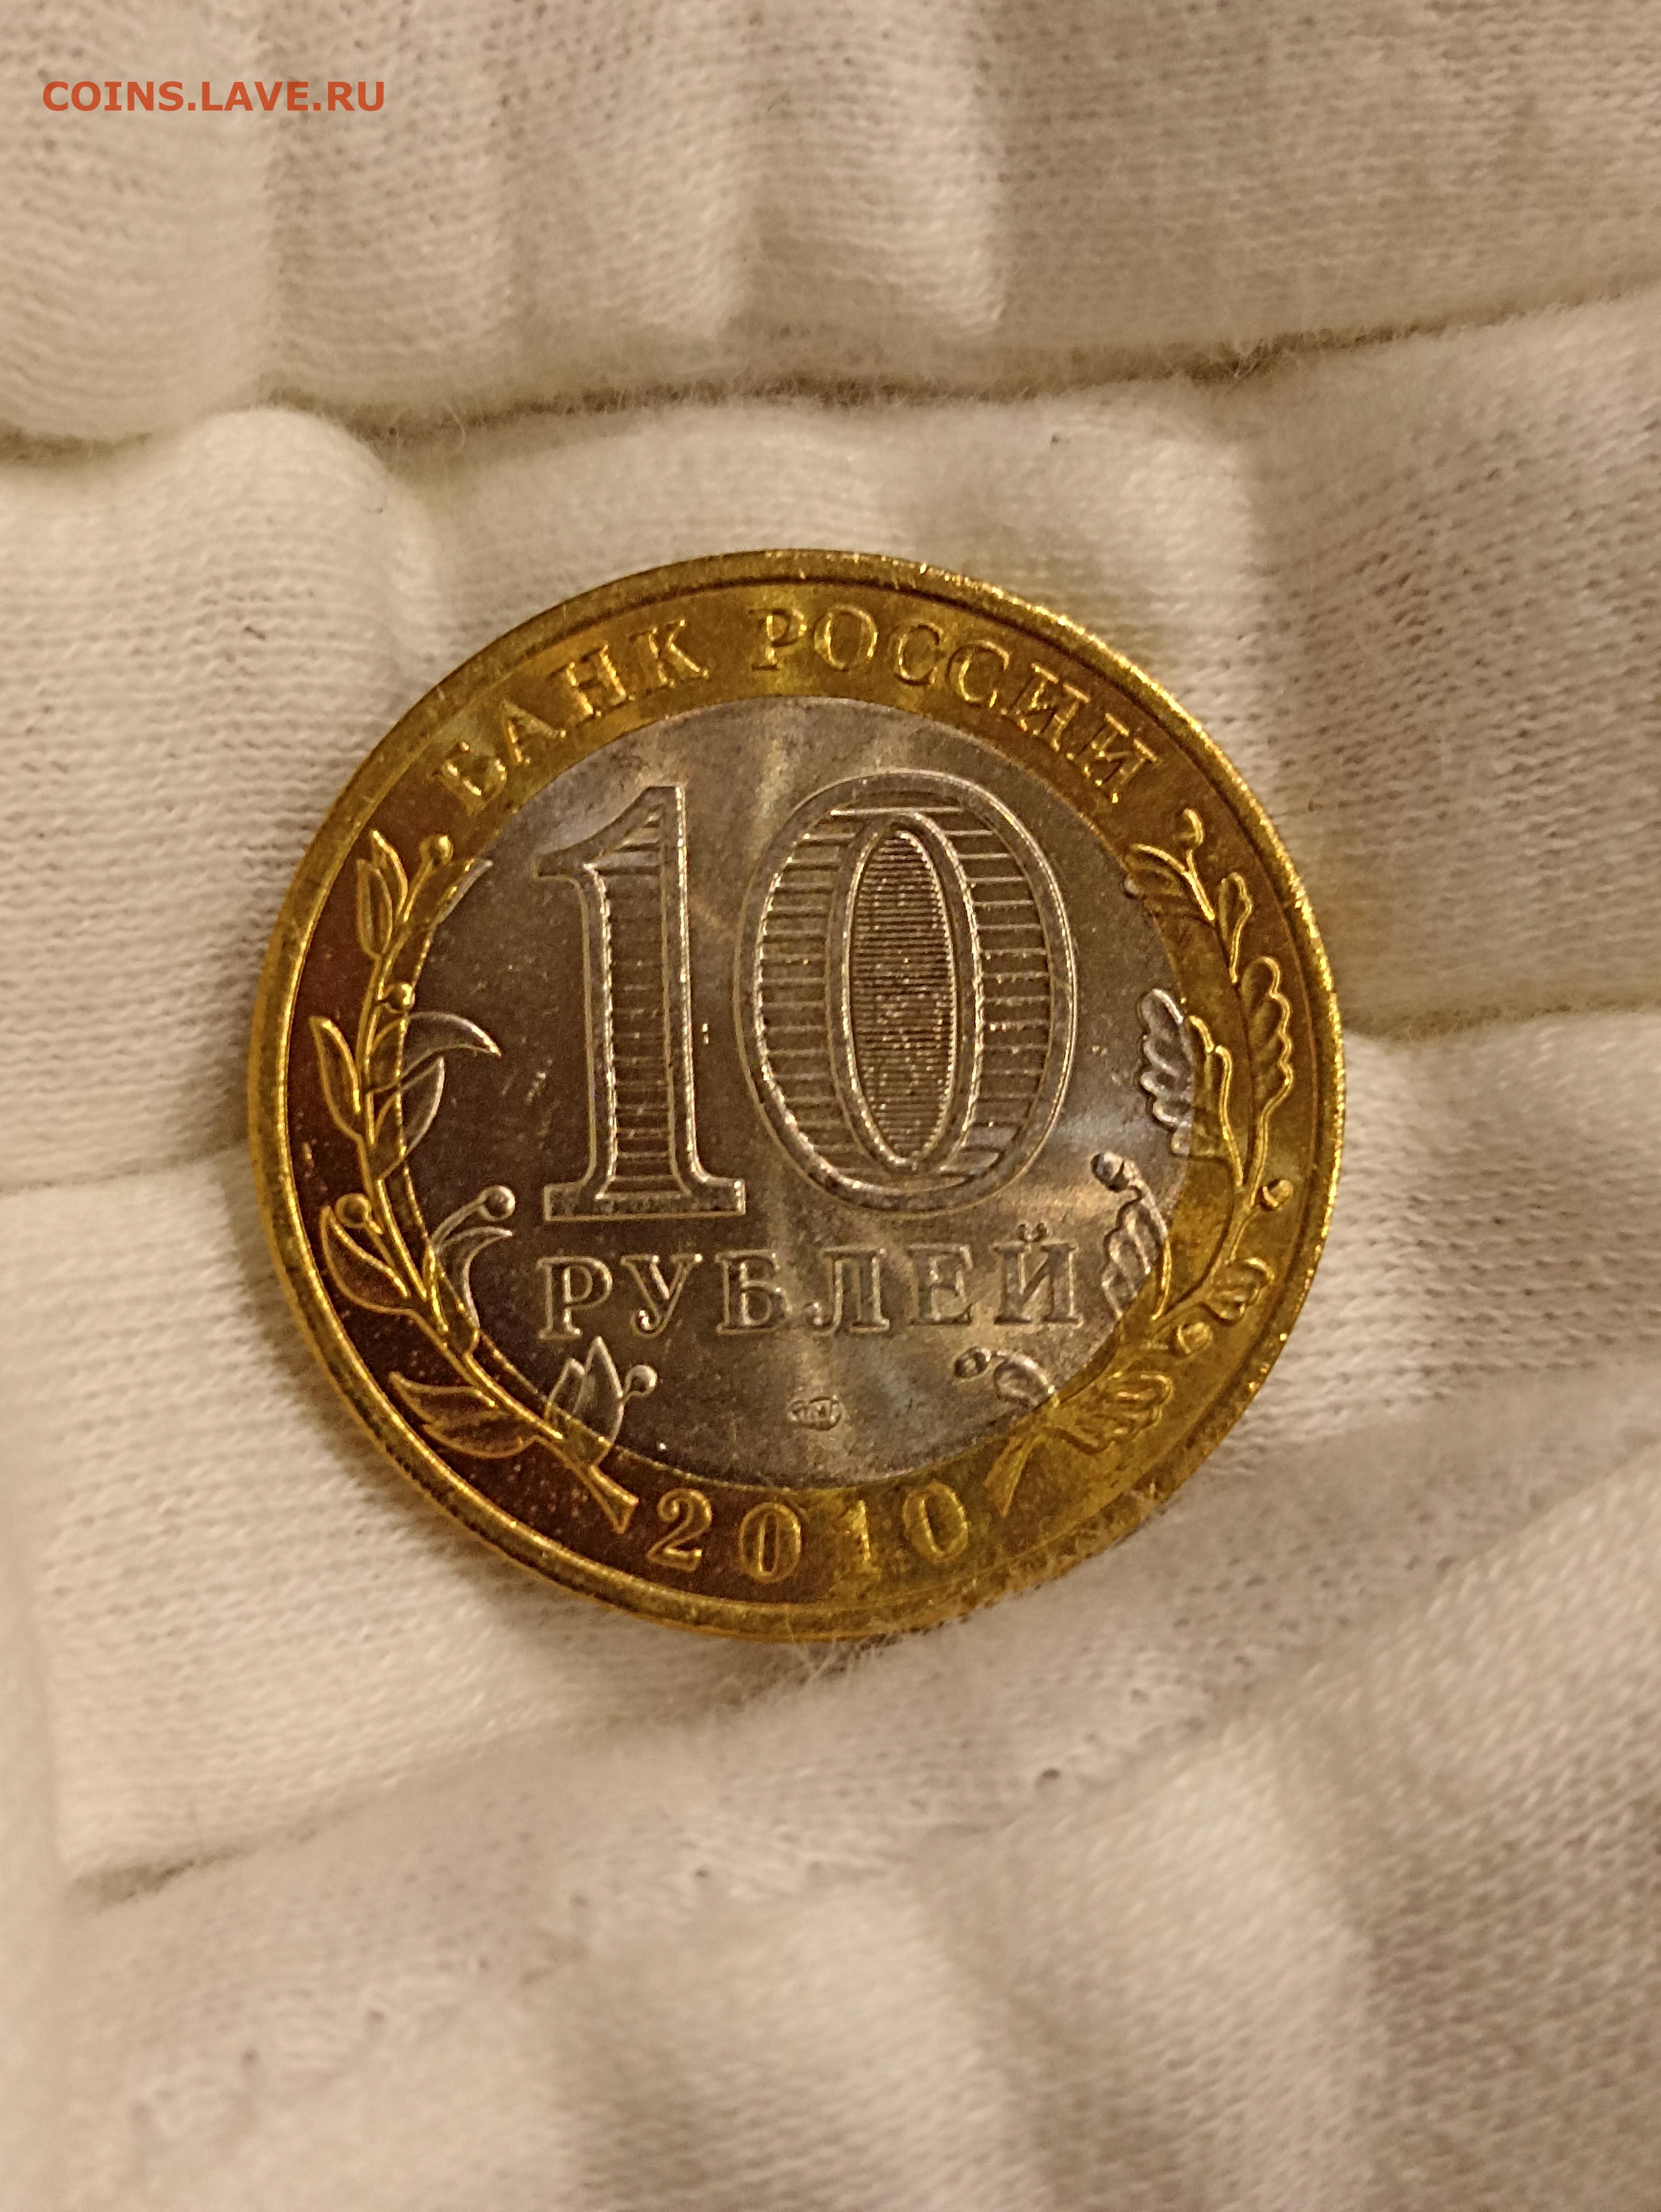 COINS.LAVE.RU
БАНК РОССИИ
10
РУБЛЕЙ
2010